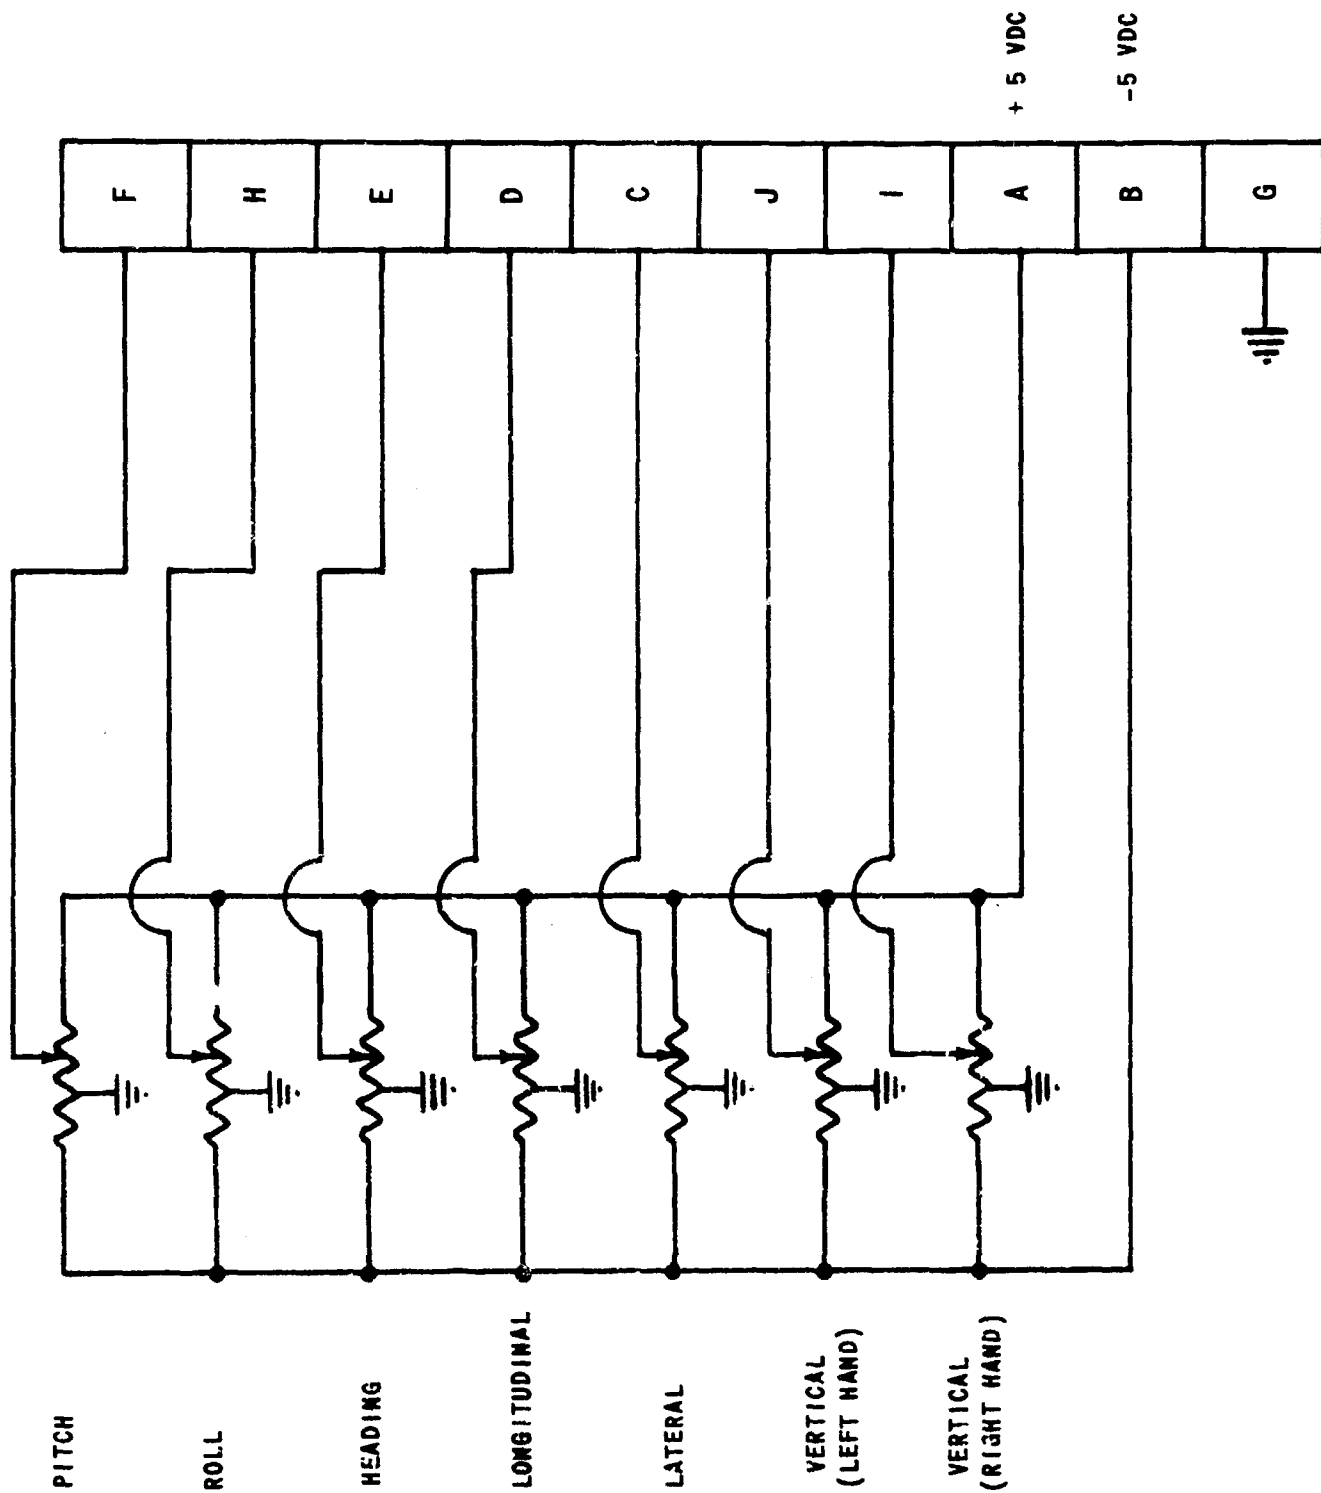 PITCH
ROLL
HEADING
LONGITUDINAL
LATERAL
VERTICAL
(LEFT HAND)
VERTICAL
(RIGHT HAND)
F
H
E
D
C
J
I
A
B
G
+ 5 VDC
-5 VDC